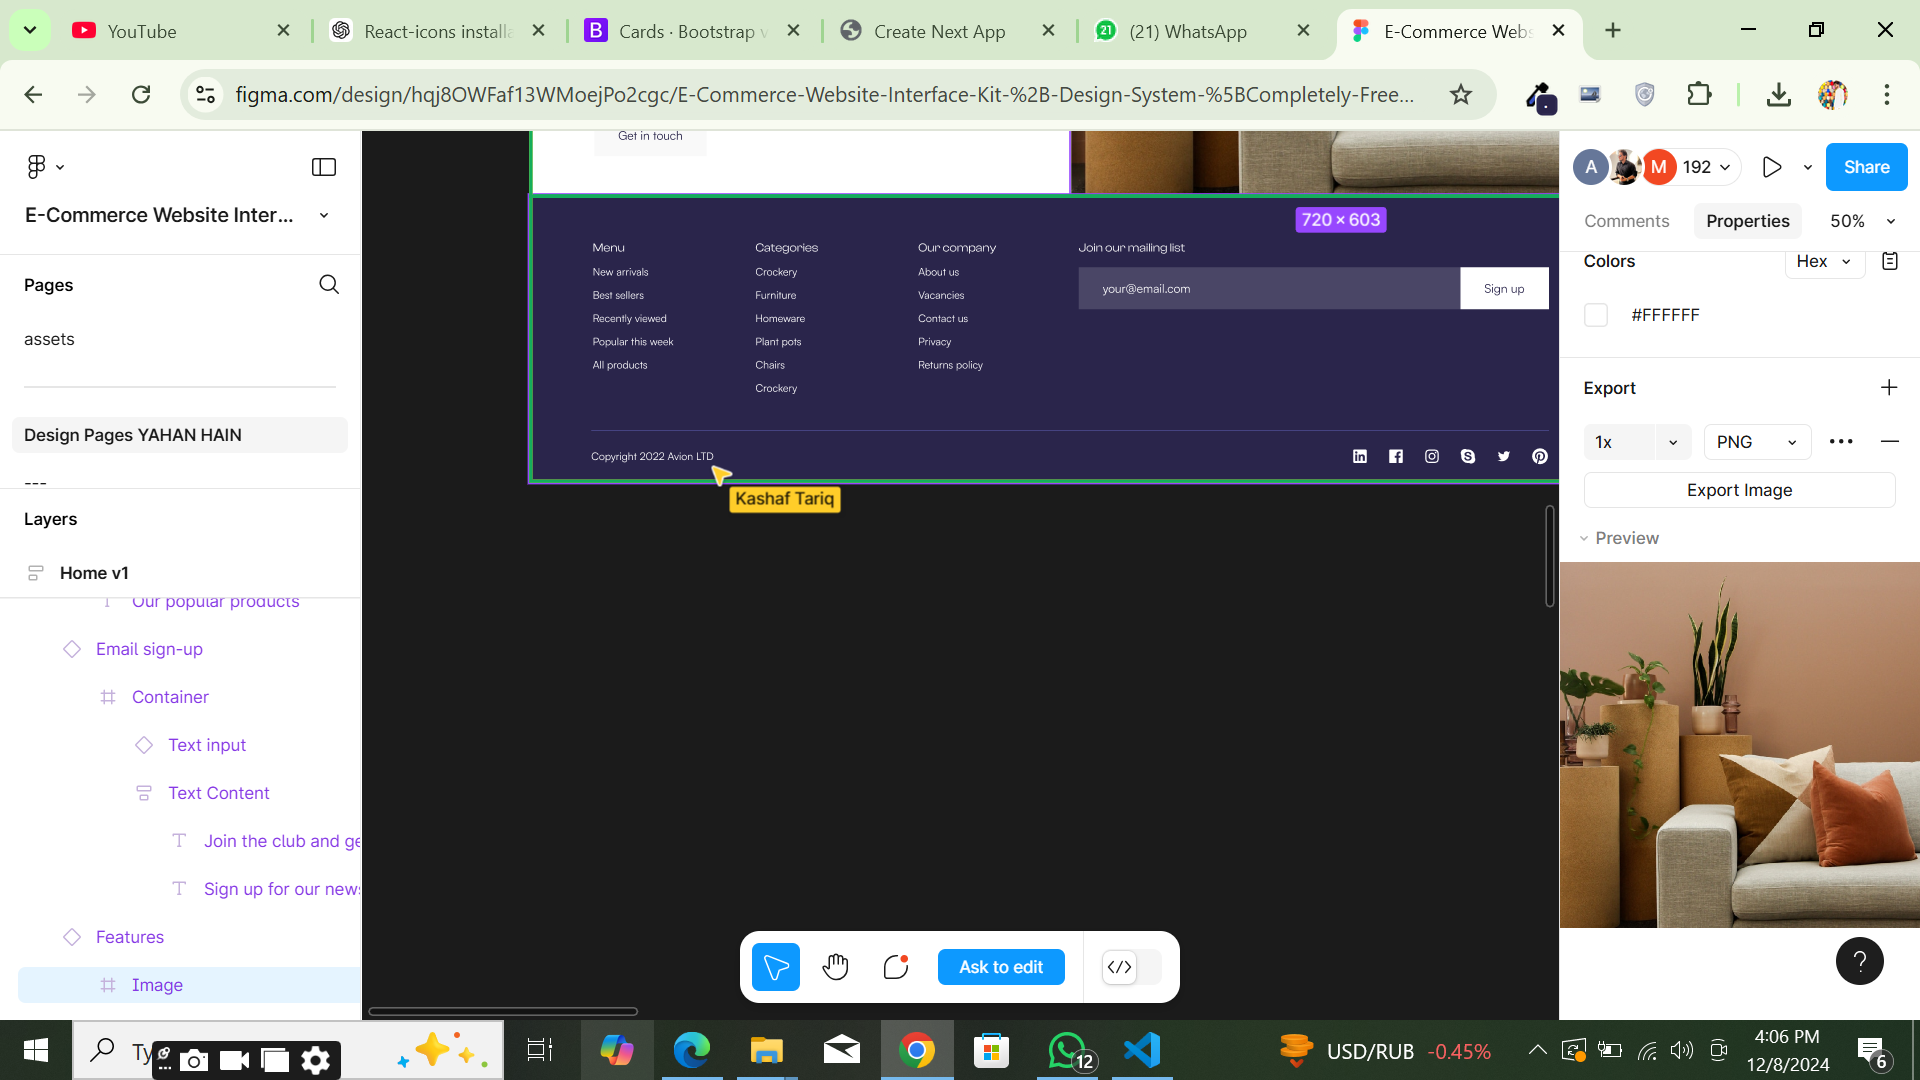 YouTube
React-icons installa
Cards · Bootstrap v
Create Next App
21
(21) WhatsApp
E-Commerce Webs
figma.com/design/hqj8OWFaf13WMoejPo2cgc/E-Commerce-Website-Interface-Kit-%2B-Design-System-%5BCompletely-Free...
E-Commerce Website Inter...
Pages
assets
Design Pages YAHAN HAIN
---
Layers
Home v1
Our popular products
Email sign-up
Container
Text input
Text Content
Join the club and ge
Sign up for our news
Features
Image
Get in touch
720 × 603
Menu
New arrivals
Best sellers
Recently viewed
Popular this week
All products
Categories
Crockery
Furniture
Homeware
Plant pots
Chairs
Crockery
Our company
About us
Vacancies
Contact us
Privacy
Returns policy
Join our mailing list
your@email.com
Sign up
Copyright 2022 Avion LTD
Kashaf Tariq
Ask to edit
A
M
192
Share
Comments
Properties
50%
Colors
Hex
#FFFFFF
Export
1x
PNG
Export Image
Preview
?
Ty
12
USD/RUB
-0.45%
4:06 PM
12/8/2024
6